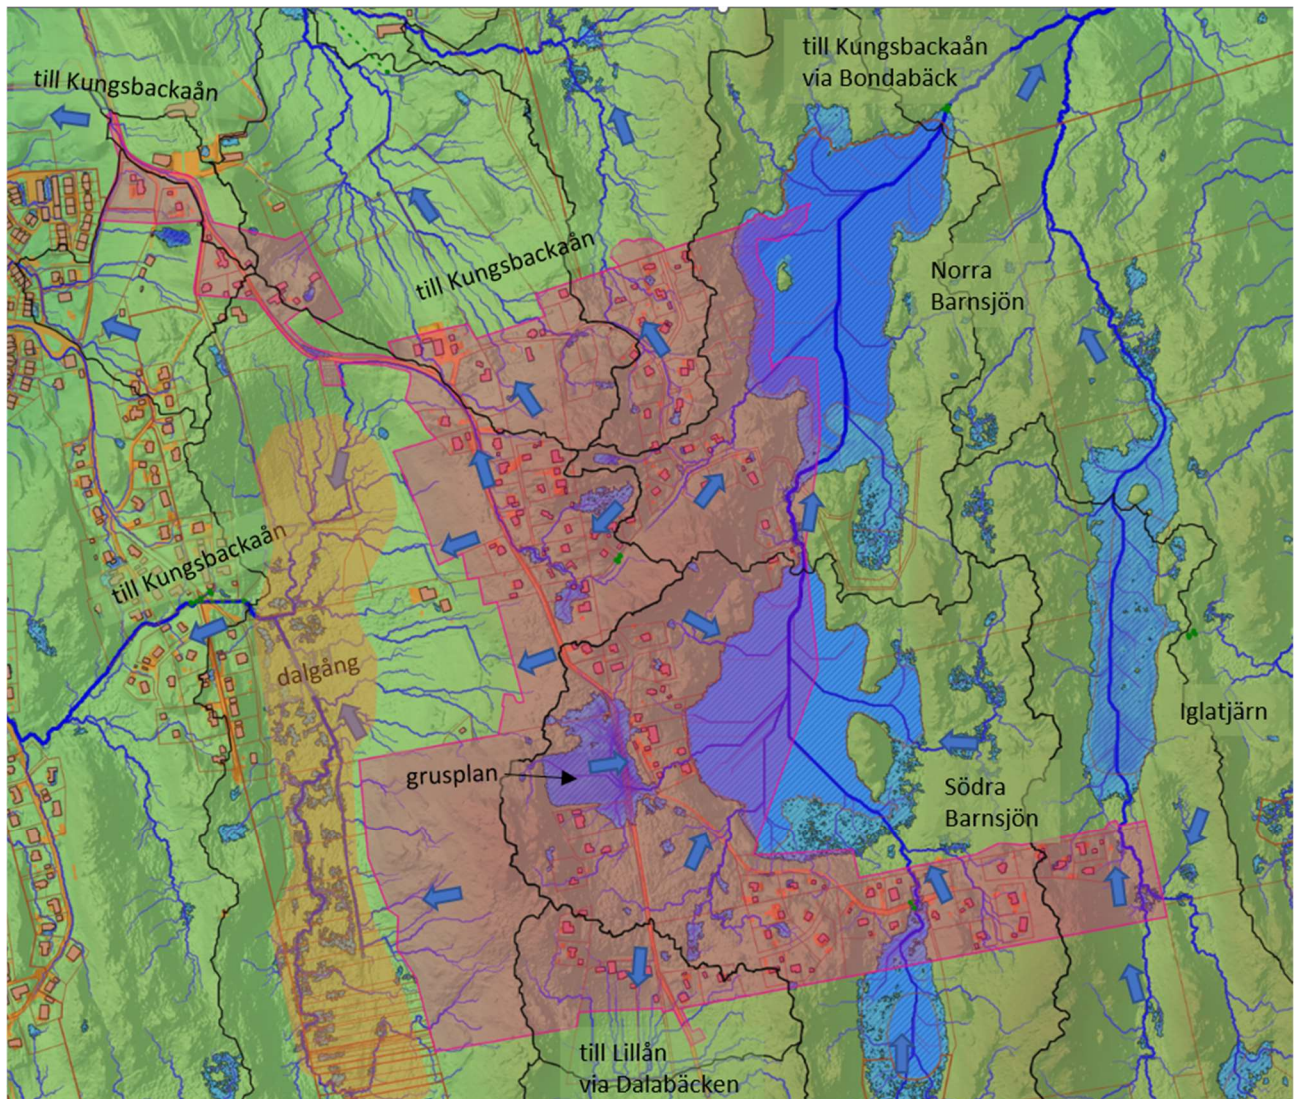 till Kungsbackaån
via Bondabäck
till Kungsbackaån
till Kungsbackaån
Norra
Barnsjön
till Kungsbackaån
dalgång
Iglatjärn
grusplan
Södra
Barnsjön
till Lillån
via Dalabäcken